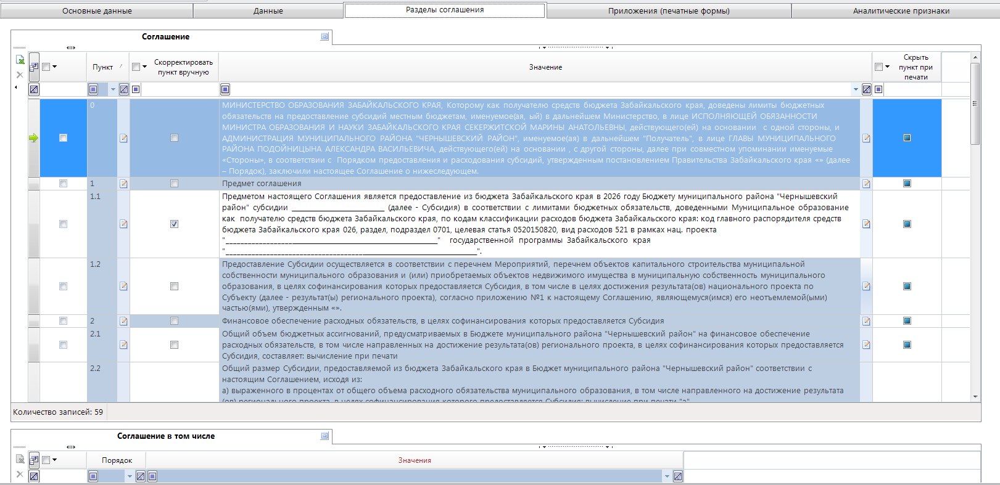 Основные данные
Данные
Разделы соглашения
Приложения (печатные формы)
Аналитические признаки
Соглашение
Пункт
Скорректировать
пункт вручную
Значение
Скрыть
пункт при
печати
0
МИНИСТЕРСТВО ОБРАЗОВАНИЯ ЗАБАЙКАЛЬСКОГО КРАЯ, Которому как получателю средств бюджета Забайкальского края, доведены лимиты бюджетных
обязательств на предоставление субсидий местным бюджетам, именуемое(ая, ый) в дальнейшем Министерство, в лице ИСПОЛНЯЮЩЕЙ ОБЯЗАННОСТИ
МИНИСТРА ОБРАЗОВАНИЯ И НАУКИ ЗАБАЙКАЛЬСКОГО КРАЯ СЕКЕРЖИТСКОЙ МАРИНЫ АНАТОЛЬЕВНЫ, действующего(ей) на основании  с одной стороны, и
АДМИНИСТРАЦИЯ МУНИЦИПАЛЬНОГО РАЙОНА "ЧЕРНЫШЕВСКИЙ РАЙОН", именуемое(ая) в дальнейшем "Получатель", в лице ГЛАВЫ МУНИЦИПАЛЬНОГО
РАЙОНА ПОДОЙНИЦЫНА АЛЕКСАНДРА ВАСИЛЬЕВИЧА, действующего(ей) на основании , с другой стороны, далее при совместном упоминании именуемые
«Стороны», в соответствии с  Порядком предоставления и расходования субсидий, утвержденным постановлением Правительства Забайкальского края «» (далее
– Порядок), заключили настоящее Соглашение о нижеследующем.
1
Предмет соглашения
1.1
Предметом настоящего Соглашения является предоставление из бюджета Забайкальского края в 2026 году Бюджету муниципального района "Чернышевский
район" субсидии _________________________ (далее - Субсидия) в соответствии с лимитами бюджетных обязательств, доведенными Муниципальное образование
как  получателю средств бюджета Забайкальского края, по кодам классификации расходов бюджета Забайкальского края: код главного распорядителя средств
бюджета Забайкальского края 026, раздел, подраздел 0701, целевая статья 0520150820, вид расходов 521 в рамках нац. проекта
"_________________________________________________________" государственной программы Забайкальского края
"____________________________________________________________________".
1.2
Предоставление Субсидии осуществляется в соответствии с перечнем Мероприятий, перечнем объектов капитального строительства муниципальной
собственности муниципального образования и (или) приобретаемых объектов недвижимого имущества в муниципальную собственность муниципального
образования, в целях софинансирования которых предоставляется Субсидия, в том числе в целях достижения результата(ов) национального проекта по
Субъекту (далее - результат(ы) регионального проекта), согласно приложению №1 к настоящему Соглашению, являющемуся(имся) его неотъемлемой(ыми)
частью(ями), утвержденным «».
2
Финансовое обеспечение расходных обязательств, в целях софинансирования которых предоставляется Субсидия
2.1
Общий объем бюджетных ассигнований, предусматриваемых в Бюджете муниципального района "Чернышевский район" на финансовое обеспечение
расходных обязательств, в том числе направленных на достижение результата(ов) регионального проекта, в целях софинансирования которых предоставляется
Субсидия, составляет: вычисление при печати
2.2
Общий размер Субсидии, предоставляемой из бюджета Забайкальского края в Бюджет муниципального района "Чернышевский район" соответствии с
настоящим Соглашением, исходя из:
а) выраженного в процентах от общего объема расходного обязательства муниципального образования, в том числе направленного на достижение результата
(ов) регионального проекта, в целях софинансирования которого предоставляется Субсидия: вычисление при печати "а"
Количество записей: 59
Соглашение в том числе
Порядок
Значения